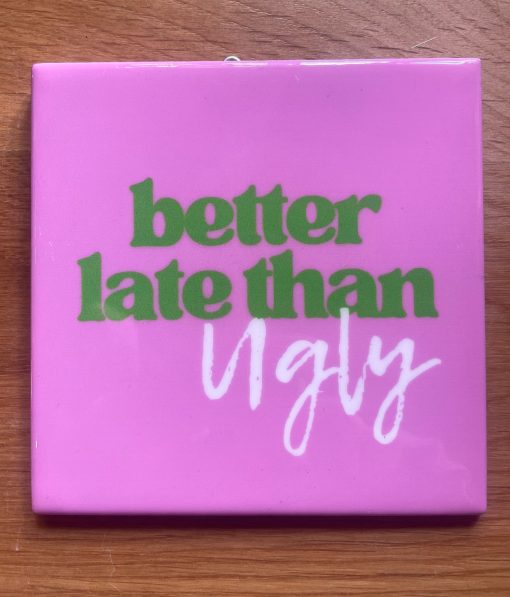 better
late than
Ugly